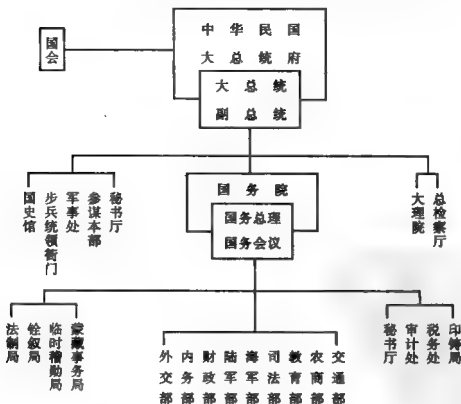 国会
中华民国
大总统府
大总统
副总统
国史馆
步兵统领衙门
军事处
参谋本部
秘书厅
国务院
国务总理
国务会议
大理院
总检察厅
法制局
铨叙局
临时稽勋局
蒙藏事务局
外交部
内务部
财政部
陆军部
海军部
司法部
教育部
农商部
交通部
秘书厅
审计处
税务处
印铸局